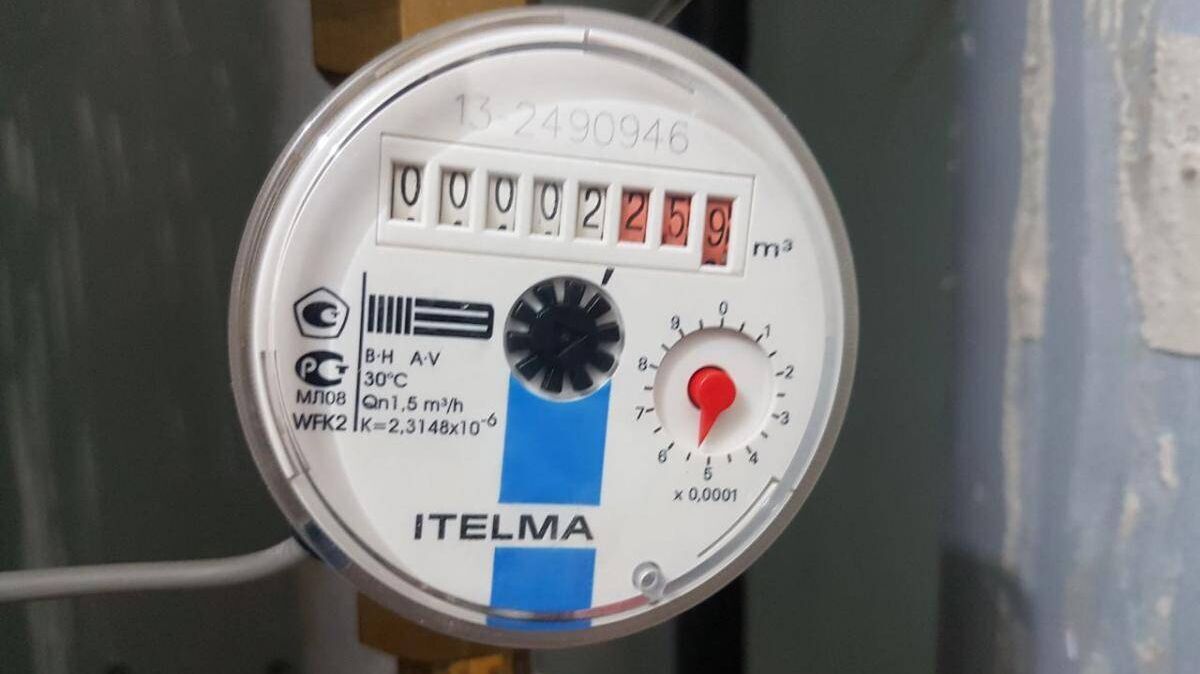 13-2490946
00002259 m³
B·H A·V
30°C
МЛ08 Qn1,5 m³/h
WFK2 K=2,3148x10⁻⁶
0
1
2
3
4
5
6
7
8
9
x 0,0001
ITELMA